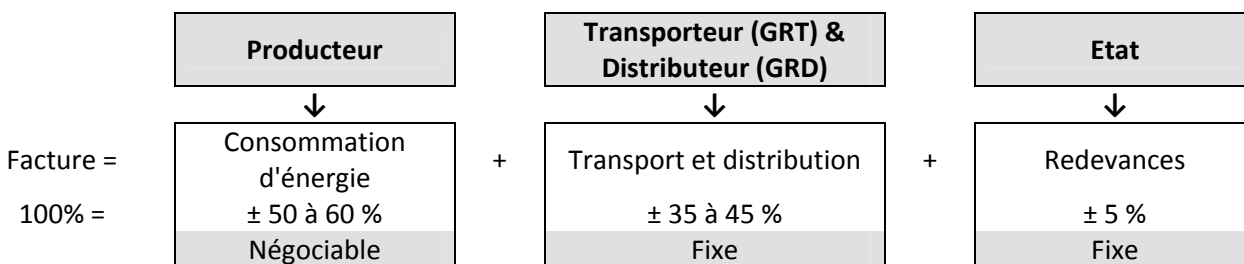 Producteur
Transporteur (GRT) &
Distributeur (GRD)
Etat
↓ ↓ ↓
Facture =
Consommation
d'énergie
+
Transport et distribution
+
Redevances
100% =
± 50 à 60 %
± 35 à 45 %
± 5 %
Négociable
Fixe
Fixe